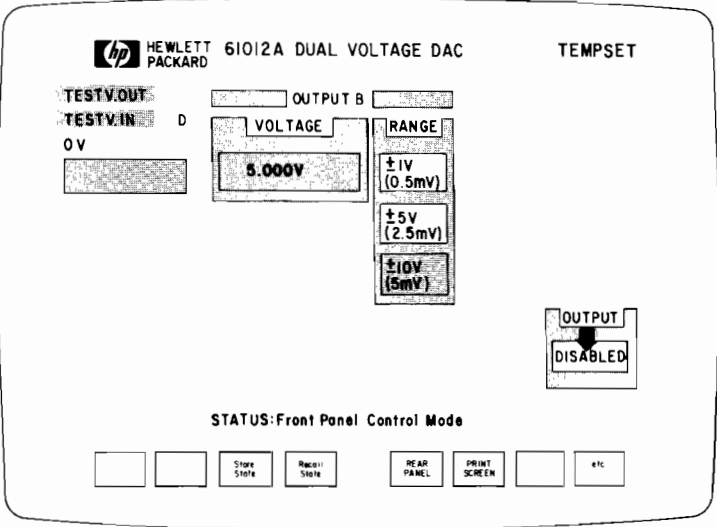 hp HEWLETT PACKARD 61012A DUAL VOLTAGE DAC TEMPSET
TESTV.OUT
TESTV.IN D
0 V
OUTPUT B
VOLTAGE
5.000V
RANGE
±1V
(0.5mV)
±5V
(2.5mV)
±10V
(5mV)
OUTPUT
DISABLED
STATUS:Front Panel Control Mode
Store
State
Recall
State
REAR
PANEL
PRINT
SCREEN
etc